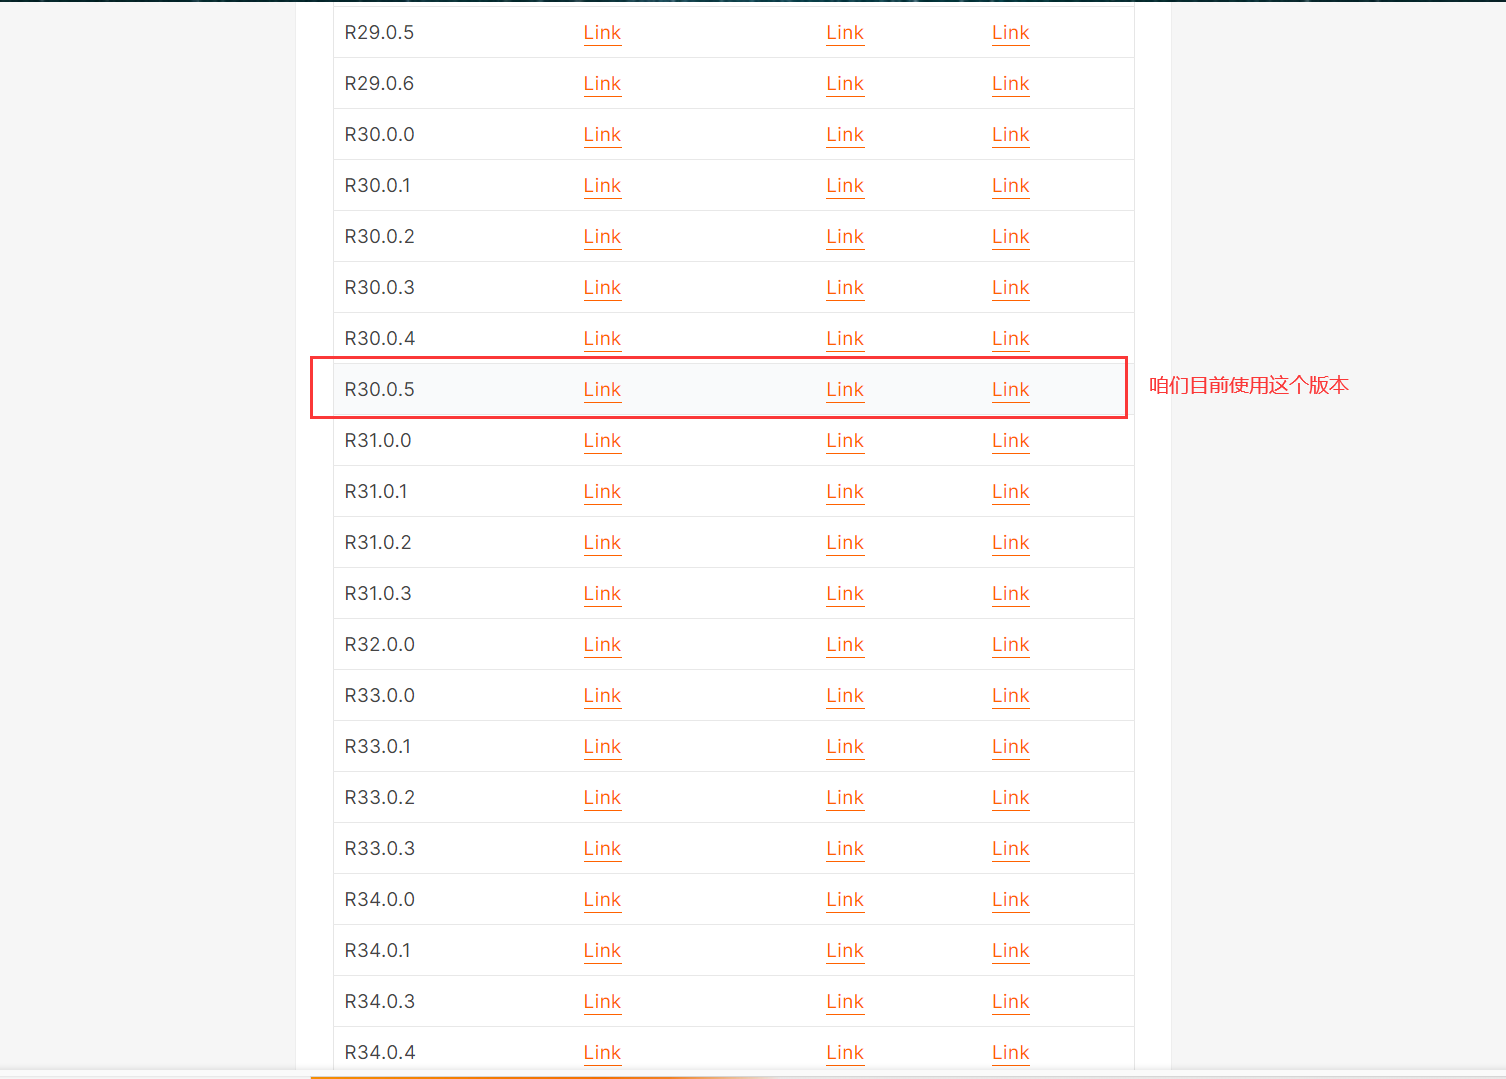 R29.0.5 Link Link Link
R29.0.6 Link Link Link
R30.0.0 Link Link Link
R30.0.1 Link Link Link
R30.0.2 Link Link Link
R30.0.3 Link Link Link
R30.0.4 Link Link Link
R30.0.5 Link Link Link 咱们目前使用这个版本
R31.0.0 Link Link Link
R31.0.1 Link Link Link
R31.0.2 Link Link Link
R31.0.3 Link Link Link
R32.0.0 Link Link Link
R33.0.0 Link Link Link
R33.0.1 Link Link Link
R33.0.2 Link Link Link
R33.0.3 Link Link Link
R34.0.0 Link Link Link
R34.0.1 Link Link Link
R34.0.3 Link Link Link
R34.0.4 Link Link Link